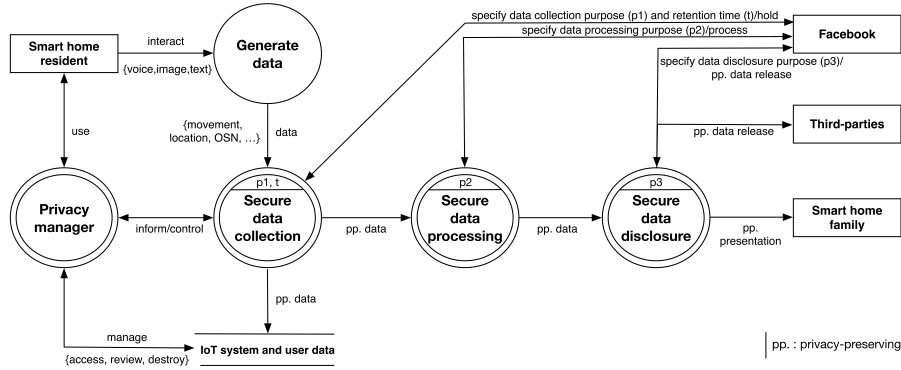 specify data collection purpose (p1) and retention time (t)/hold
specify data processing purpose (p2)/process
Facebook
specify data disclosure purpose (p3)/
pp. data release
Smart home
resident
interact
{voice,image,text}
Generate
data
use
{movement,
location, OSN, ...}
data
pp. data release
Third-parties
Privacy
manager
inform/control
p1, t
Secure
data
collection
pp. data
p2
Secure
data
processing
pp. data
p3
Secure
data
disclosure
pp.
presentation
Smart home
family
pp. data
manage
{access, review, destroy}
IoT system and user data
pp. : privacy-preserving